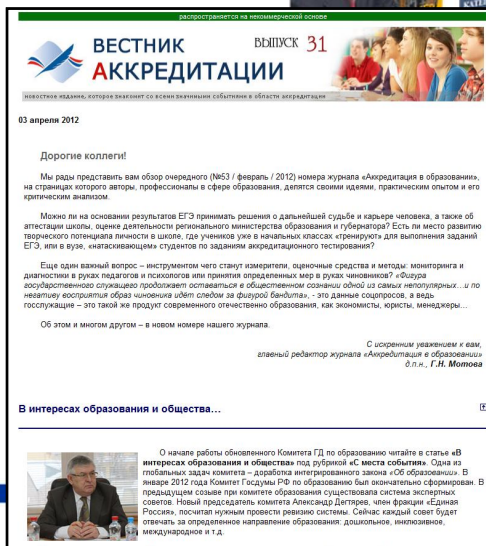 распространяется на некоммерческой основе
ВЕСТНИК
АККРЕДИТАЦИИ
ВЫПУСК 31
новостное издание, которое знакомит со всеми значимыми событиями в области аккредитации
03 апреля 2012
Дорогие коллеги!
Мы рады представить вам обзор очередного (№53 / февраль / 2012) номера журнала «Аккредитация в образовании»,
на страницах которого авторы, профессионалы в сфере образования, делятся своими идеями, практическим опытом и его
критическим анализом.
Можно ли на основании результатов ЕГЭ принимать решения о дальнейшей судьбе и карьере человека, а также об
аттестации школы, оценке деятельности регионального министерства образования и губернатора? Есть ли место развитию
творческого потенциала личности в школе, где учеников уже в начальных классах «тренируют» для выполнения заданий
ЕГЭ, или в вузе, «натаскивающем» студентов по заданиям аккредитационного тестирования?
Еще один важный вопрос – инструментом чего станут измерители, оценочные средства и методы: мониторинга и
диагностики в руках педагогов и психологов или принятия определенных мер в руках чиновников? «Фигура
государственного служащего продолжает оставаться в общественном сознании одной из самых непопулярных…и по
негативу восприятия образ чиновника идёт следом за фигурой бандита», - это данные соцопросов, а ведь
госслужащие – это такой же продукт современного отечественного образования, как экономисты, юристы, менеджеры…
Об этом и многом другом – в новом номере нашего журнала.
С искренним уважением к вам,
главный редактор журнала «Аккредитация в образовании»
д.п.н., Г.Н. Мотова
В интересах образования и общества…
О начале работы обновленного Комитета ГД по образованию читайте в статье «В
интересах образования и общества» под рубрикой «С места события». Одна из
глобальных задач комитета – доработка интегрированного закона «Об образовании». В
январе 2012 года Комитет Госдумы РФ по образованию был окончательно сформирован. В
предыдущем созыве при комитете образования существовала система экспертных
советов. Новый председатель комитета Александр Дегтярев, член фракции «Единая
Россия», посчитал нужным провести ревизию системы. Сейчас каждый совет будет
отвечать за определенное направление образования: дошкольное, инклюзивное,
международное и т.д.